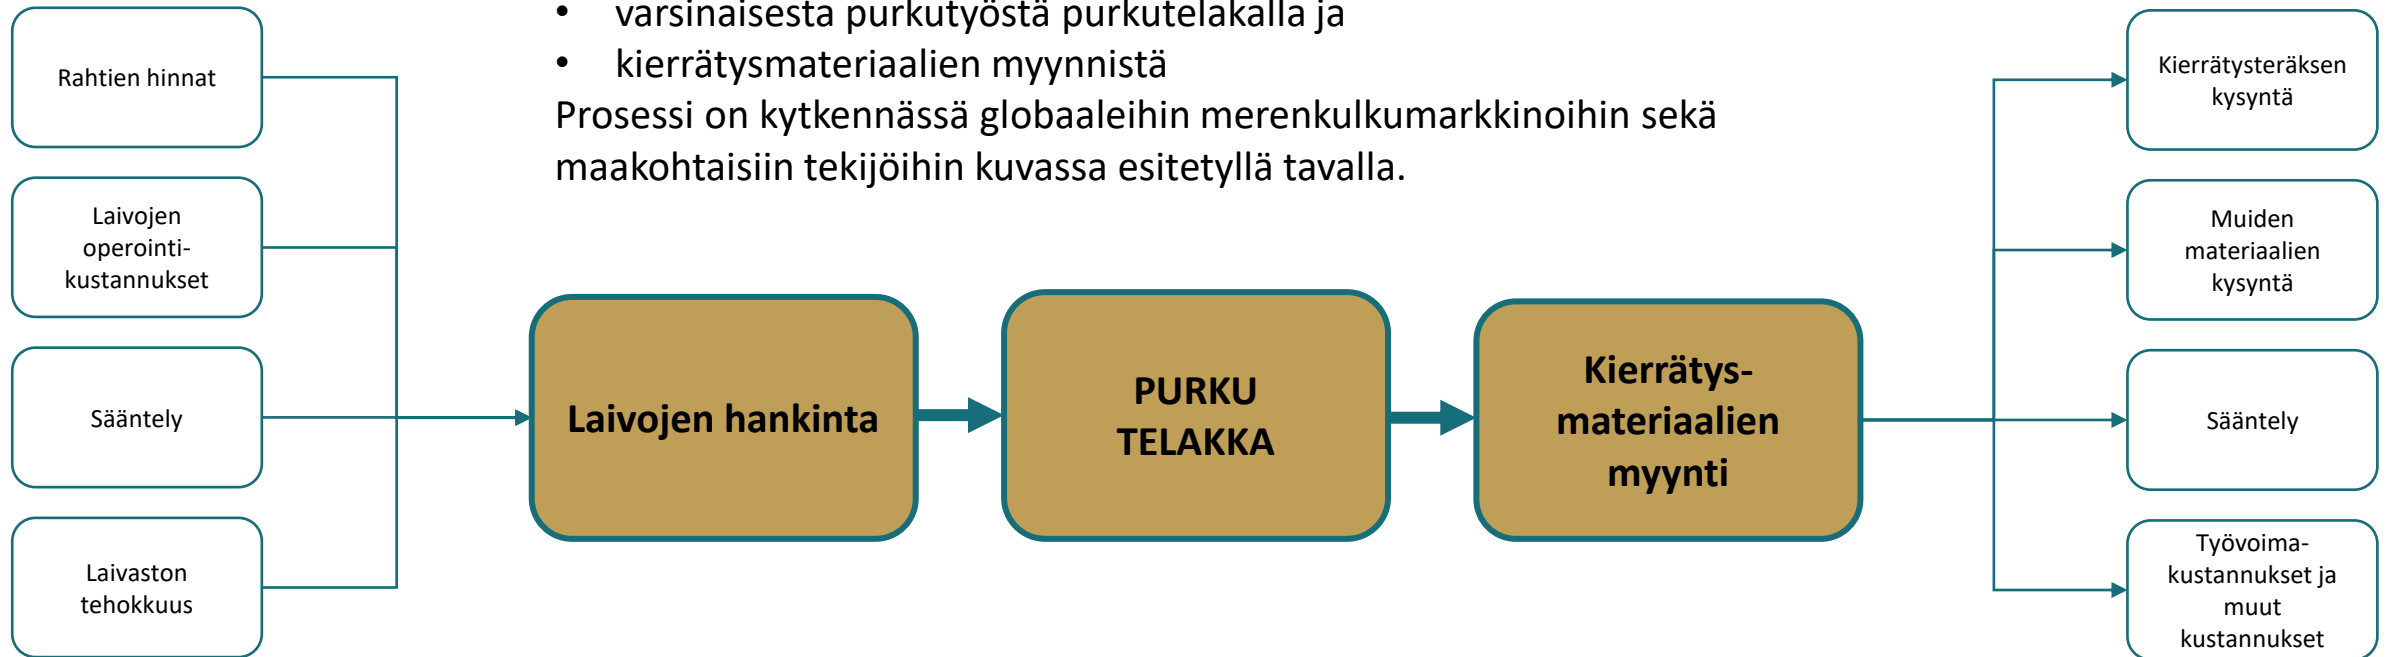 • varsinaisesta purkutyöstä purkutelakalla ja
• kierrätysmateriaalien myynnistä
Prosessi on kytkennässä globaaleihin merenkulkumarkkinoihin sekä
maakohtaisiin tekijöihin kuvassa esitetyllä tavalla.
Rahtien hinnat
Laivojen
operointi-
kustannukset
Sääntely
Laivaston
tehokkuus
Laivojen hankinta
PURKU
TELAKKA
Kierrätys-
materiaalien
myynti
Kierrätysteräksen
kysyntä
Muiden
materiaalien
kysyntä
Sääntely
Työvoima-
kustannukset ja
muut
kustannukset